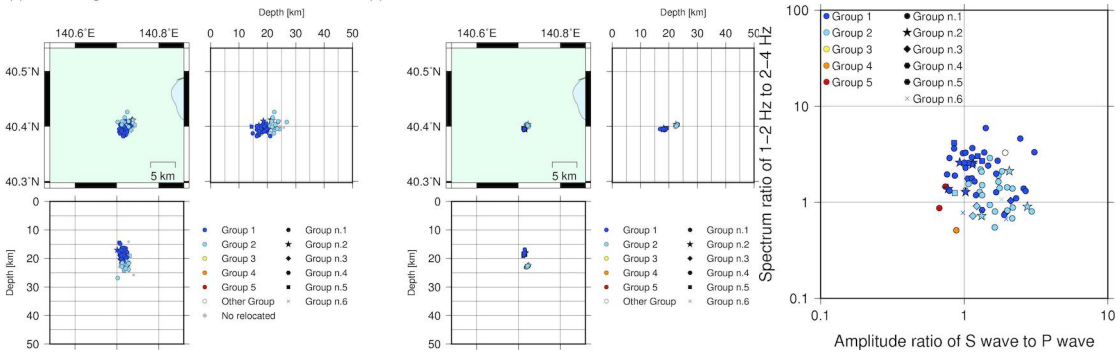 Depth [km]
140.6°E 140.8°E 0 10 20 30 40 50
40.5°N
40.4°N
40.3°N
5 km
0
10
20
30
40
50
Depth [km]
Group 1 Group n.1
Group 2 Group n.2
Group 3 Group n.3
Group 4 Group n.4
Group 5 Group n.5
Other Group Group n.6
No relocated
Depth [km]
140.6°E 140.8°E 0 10 20 30 40 50
40.5°N
40.4°N
40.3°N
5 km
0
10
20
30
40
50
Depth [km]
Group 1 Group n.1
Group 2 Group n.2
Group 3 Group n.3
Group 4 Group n.4
Group 5 Group n.5
Other Group Group n.6
Spectrum ratio of 1−2 Hz to 2−4 Hz
100
10
1
0.1
Group 1 Group n.1
Group 2 Group n.2
Group 3 Group n.3
Group 4 Group n.4
Group 5 Group n.5
Group n.6
0.1 1 10
Amplitude ratio of S wave to P wave